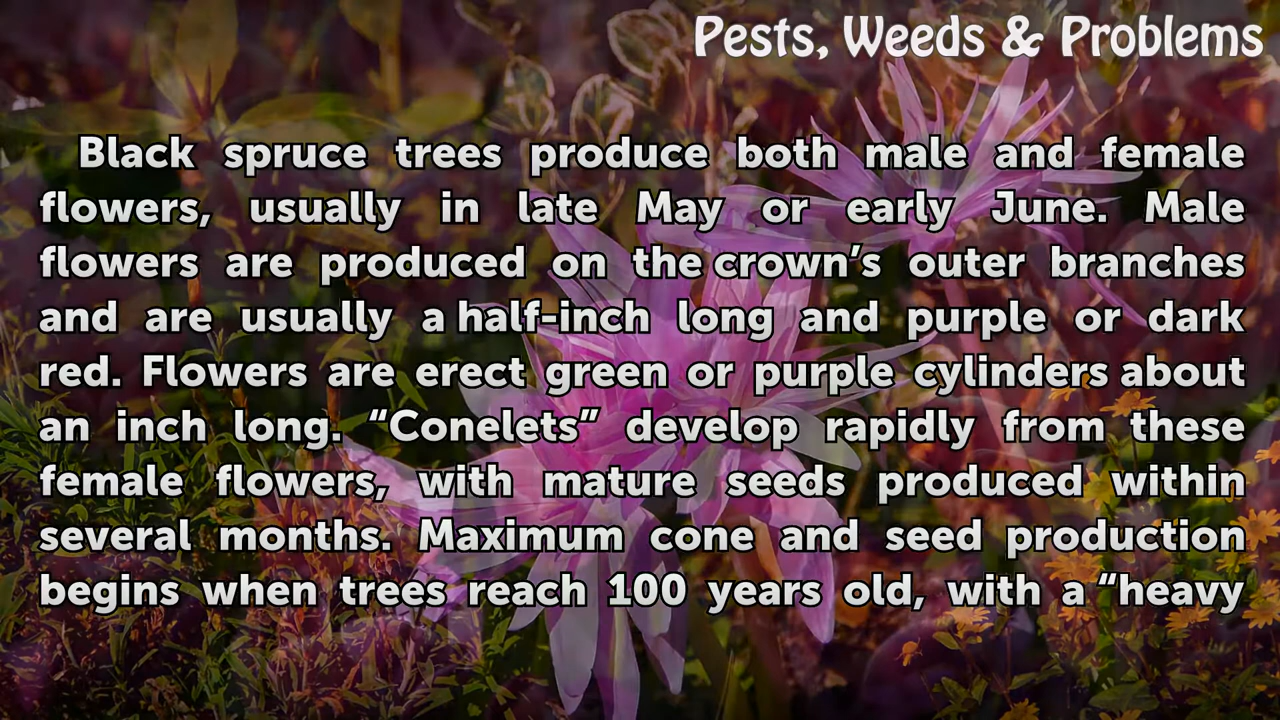 Pests, Weeds & Problems
Black spruce trees produce both male and female
flowers, usually in late May or early June. Male
flowers are produced on the crown’s outer branches
and are usually a half-inch long and purple or dark
red. Flowers are erect green or purple cylinders about
an inch long. “Conelets” develop rapidly from these
female flowers, with mature seeds produced within
several months. Maximum cone and seed production
begins when trees reach 100 years old, with a “heavy